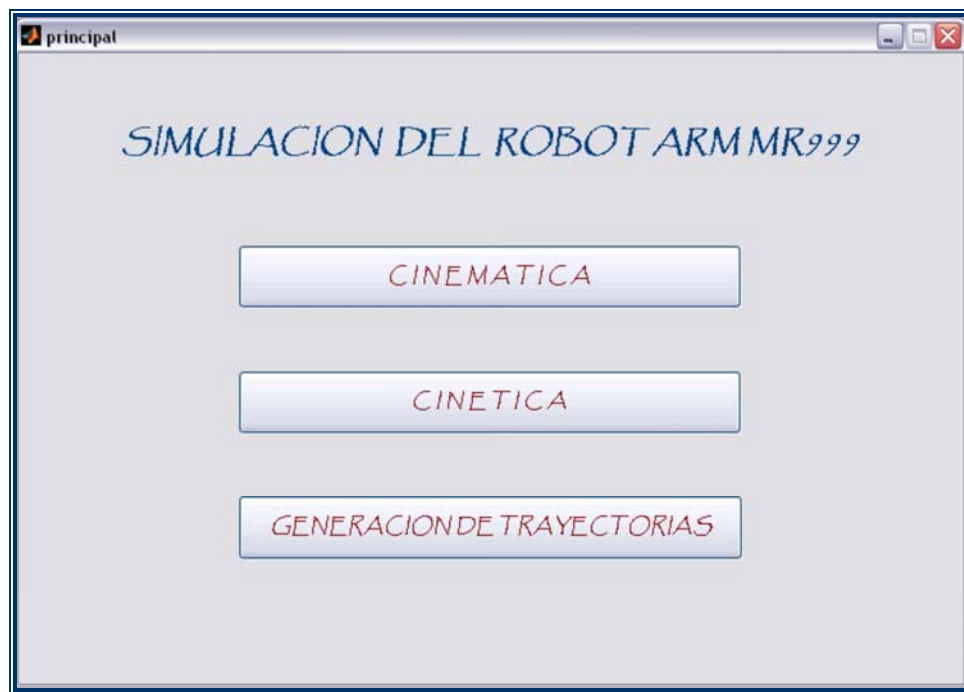 principal
SIMULACION DEL ROBOT ARM MR999
CINEMATICA
CINETICA
GENERACION DE TRAYECTORIAS